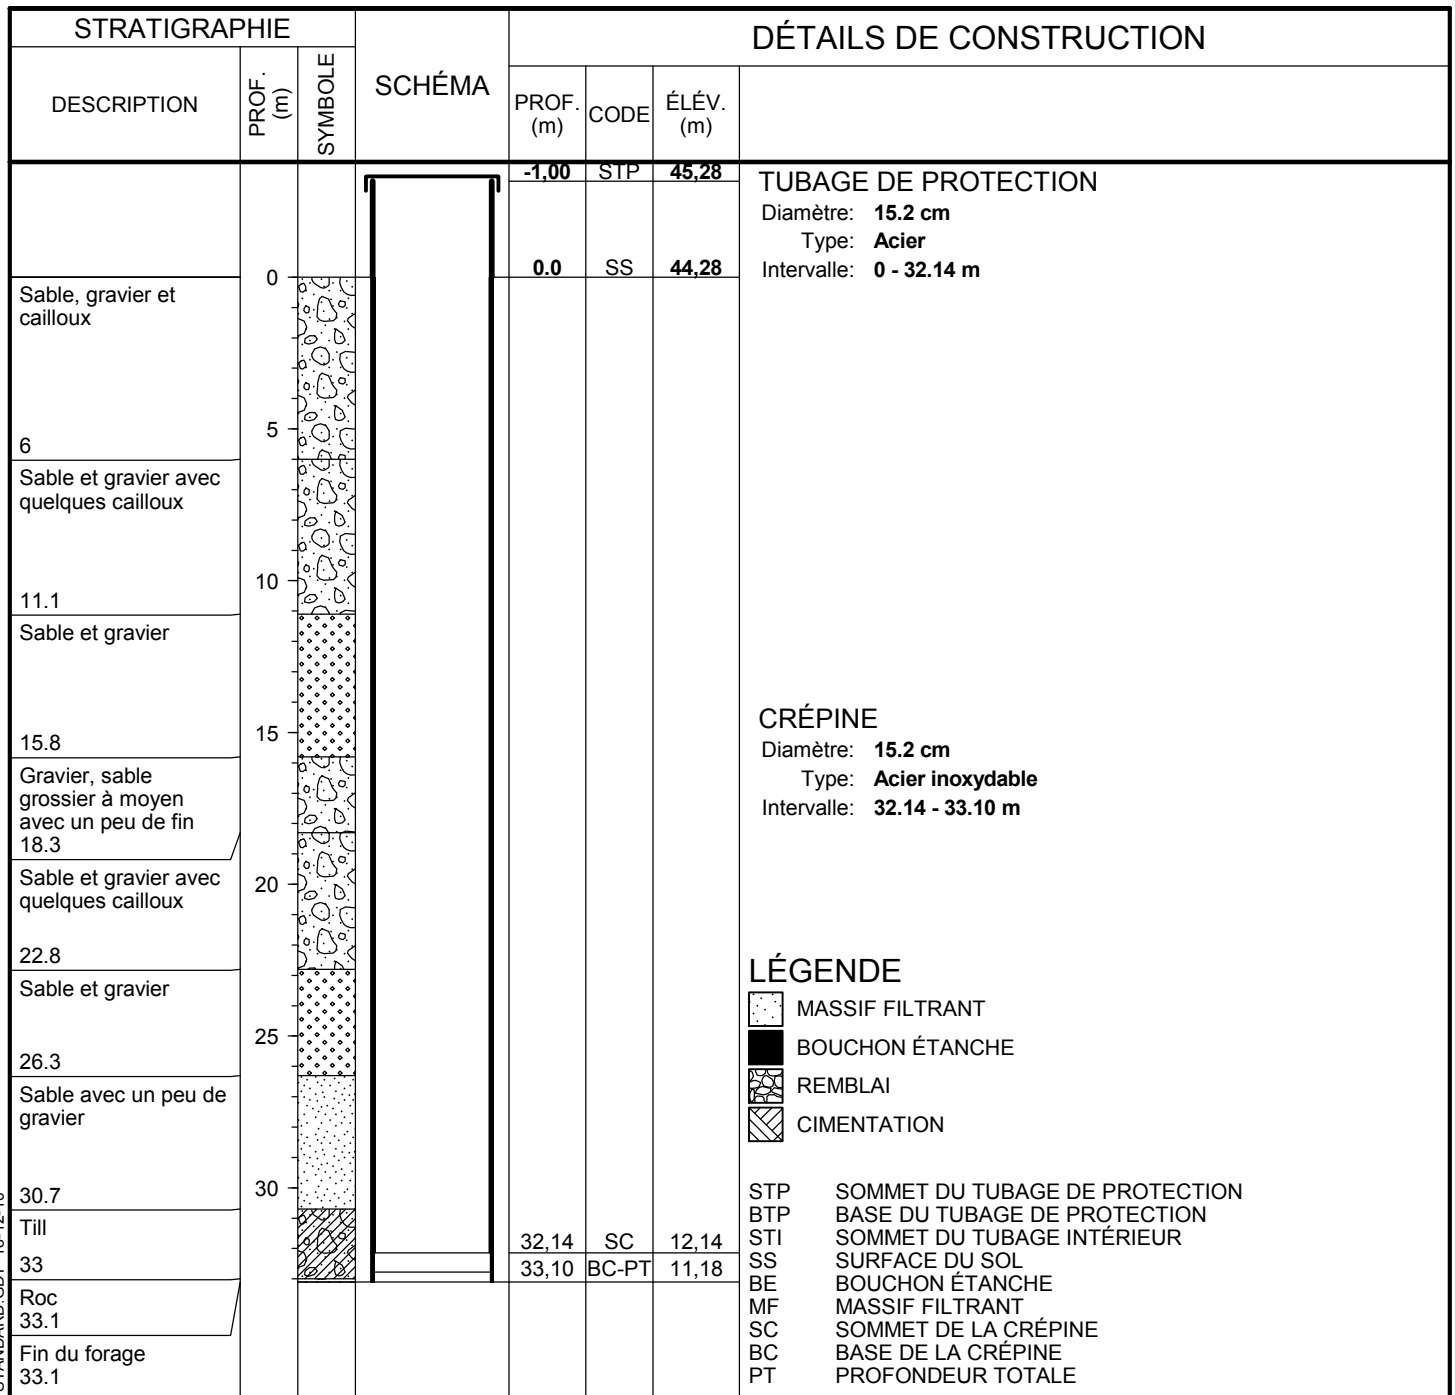 STRATIGRAPHIE
DESCRIPTION
PROF.
(m)
SYMBOLE
SCHÉMA
DÉTAILS DE CONSTRUCTION
PROF.
(m)
CODE
ÉLÉV.
(m)
-1,00 STP 45,28
TUBAGE DE PROTECTION
Diamètre: 15.2 cm
Type: Acier
Intervalle: 0 - 32.14 m
0.0 SS 44,28
0
Sable, gravier et
cailloux
5
6
Sable et gravier avec
quelques cailloux
10
11.1
Sable et gravier
15
15.8
CRÉPINE
Diamètre: 15.2 cm
Type: Acier inoxydable
Intervalle: 32.14 - 33.10 m
Gravier, sable
grossier à moyen
avec un peu de fin
18.3
Sable et gravier avec
quelques cailloux
20
22.8
Sable et gravier
25
26.3
Sable avec un peu de
gravier
30
30.7
Till
33
Roc
33.1
Fin du forage
33.1
32,14 SC 12,14
33,10 BC-PT 11,18
LÉGENDE
MASSIF FILTRANT
BOUCHON ÉTANCHE
REMBLAI
CIMENTATION
STP SOMMET DU TUBAGE DE PROTECTION
BTP BASE DU TUBAGE DE PROTECTION
STI SOMMET DU TUBAGE INTÉRIEUR
SS SURFACE DU SOL
BE BOUCHON ÉTANCHE
MF MASSIF FILTRANT
SC SOMMET DE LA CRÉPINE
BC BASE DE LA CRÉPINE
PT PROFONDEUR TOTALE